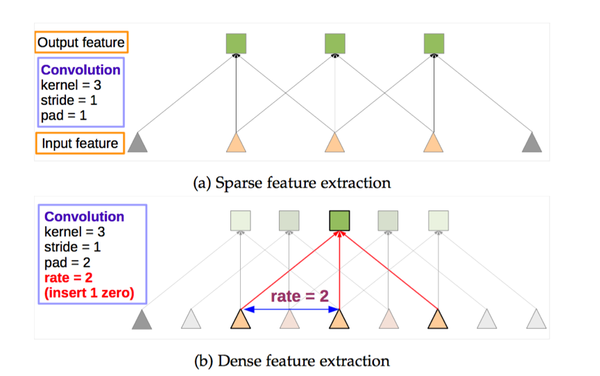 Output feature
Convolution
kernel = 3
stride = 1
pad = 1
Input feature
(a) Sparse feature extraction
Convolution
kernel = 3
stride = 1
pad = 2
rate = 2
(insert 1 zero)
rate = 2
(b) Dense feature extraction